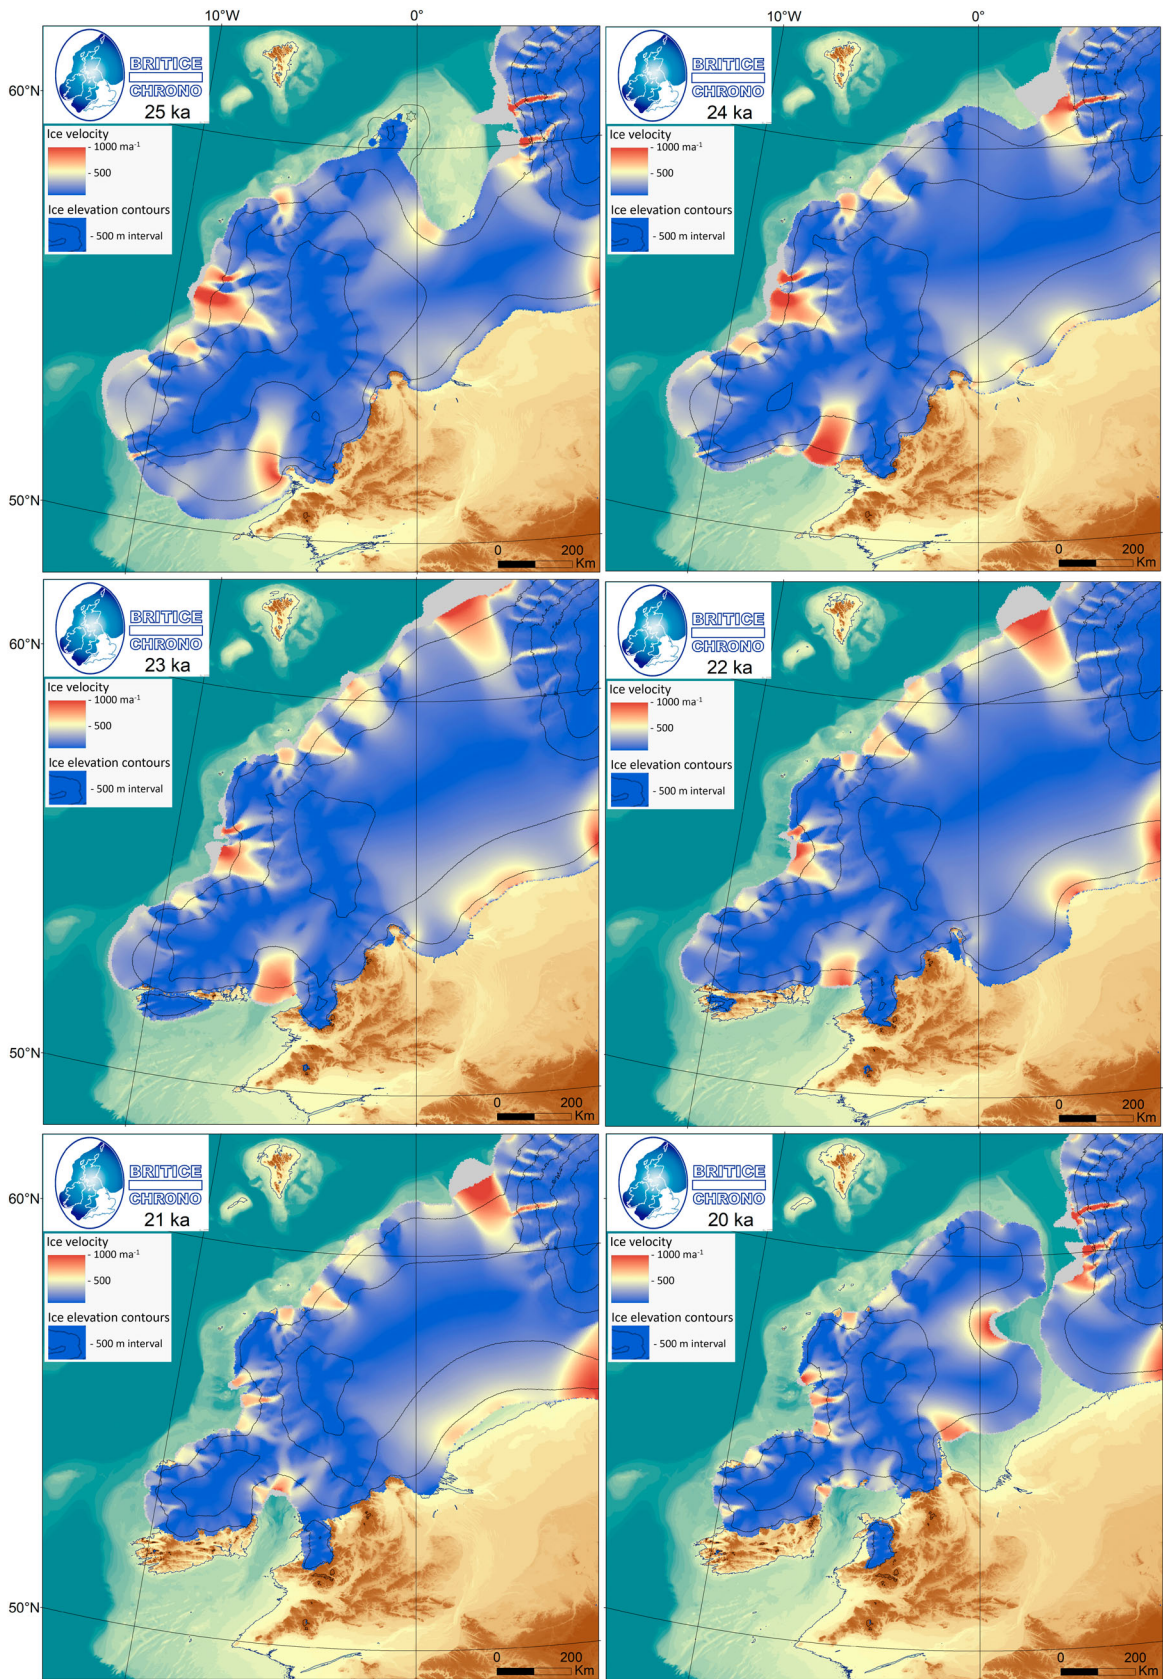 10°W 0° 0°
60°N
BRITICE
CHRONO
25 ka
Ice velocity
- 1000 ma-1
- 500
Ice elevation contours
- 500 m interval
50°N
0 200
Km
BRITICE
CHRONO
24 ka
Ice velocity
- 1000 ma-1
- 500
Ice elevation contours
- 500 m interval
0 200
Km
60°N
BRITICE
CHRONO
23 ka
Ice velocity
- 1000 ma-1
- 500
Ice elevation contours
- 500 m interval
50°N
0 200
Km
BRITICE
CHRONO
22 ka
Ice velocity
- 1000 ma-1
- 500
Ice elevation contours
- 500 m interval
0 200
Km
60°N
BRITICE
CHRONO
21 ka
Ice velocity
- 1000 ma-1
- 500
Ice elevation contours
- 500 m interval
50°N
0 200
Km
BRITICE
CHRONO
20 ka
Ice velocity
- 1000 ma-1
- 500
Ice elevation contours
- 500 m interval
0 200
Km